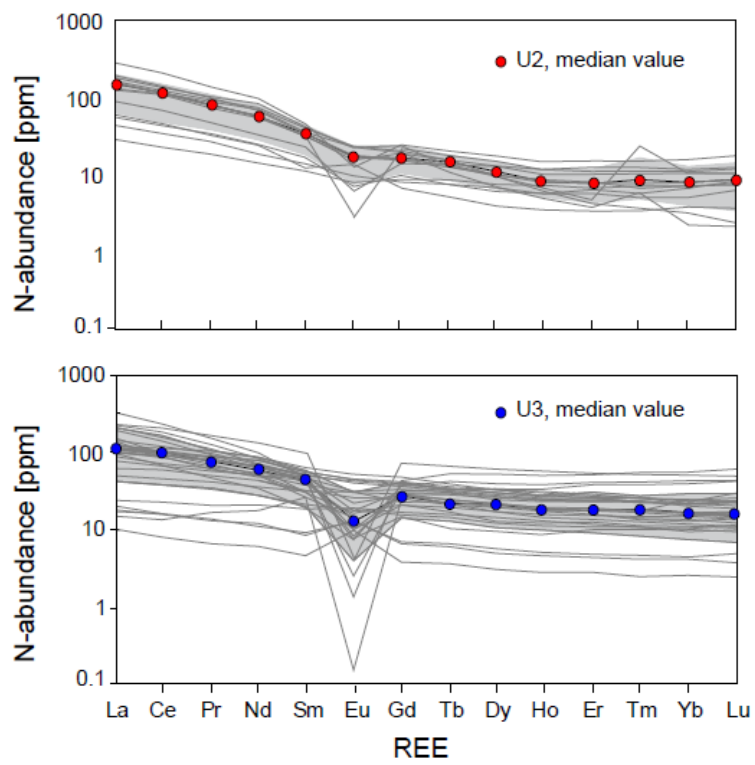 1000
U2, median value
100
10
1
0.1
N-abundance [ppm]
1000
U3, median value
100
10
1
0.1
N-abundance [ppm]
La Ce Pr Nd Sm Eu Gd Tb Dy Ho Er Tm Yb Lu
REE